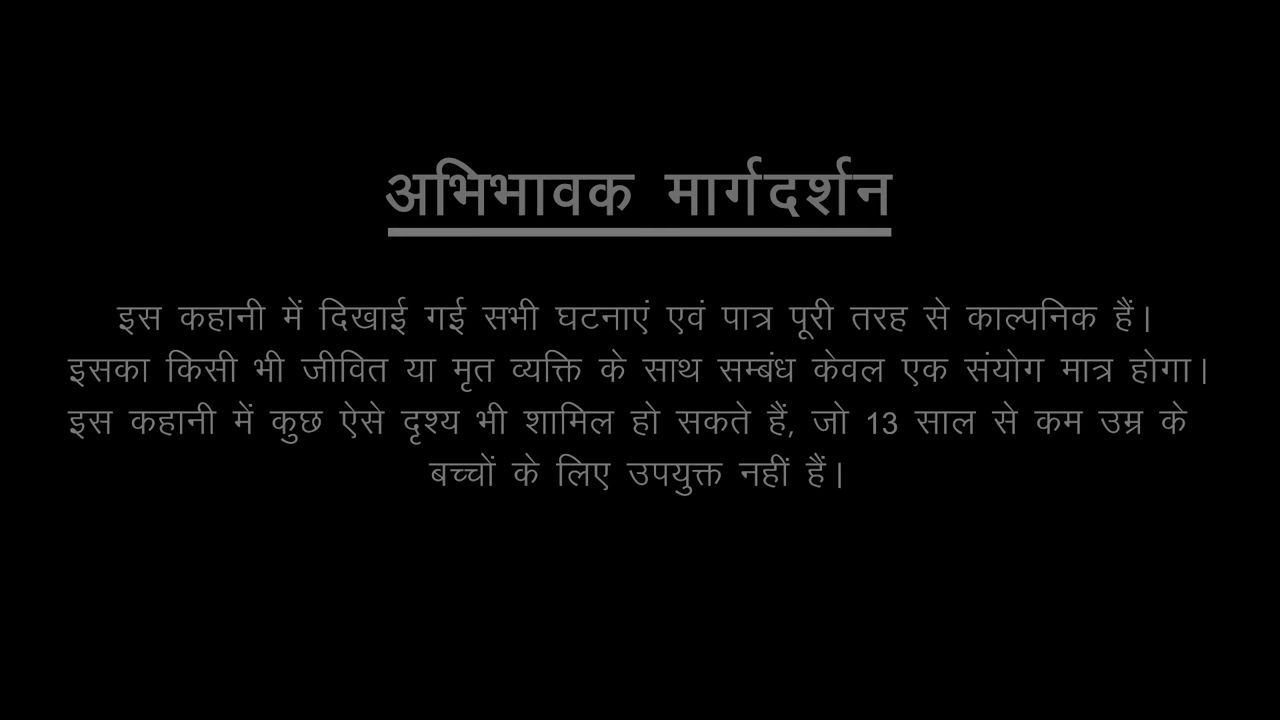 अभिभावक मार्गदर्शन
इस कहानी में दिखाई गई सभी घटनाएं एवं पात्र पूरी तरह से काल्पनिक हैं।
इसका किसी भी जीवित या मृत व्यक्ति के साथ सम्बंध केवल एक संयोग मात्र होगा।
इस कहानी में कुछ ऐसे दृश्य भी शामिल हो सकते हैं, जो 13 साल से कम उम्र के
बच्चों के लिए उपयुक्त नहीं हैं।